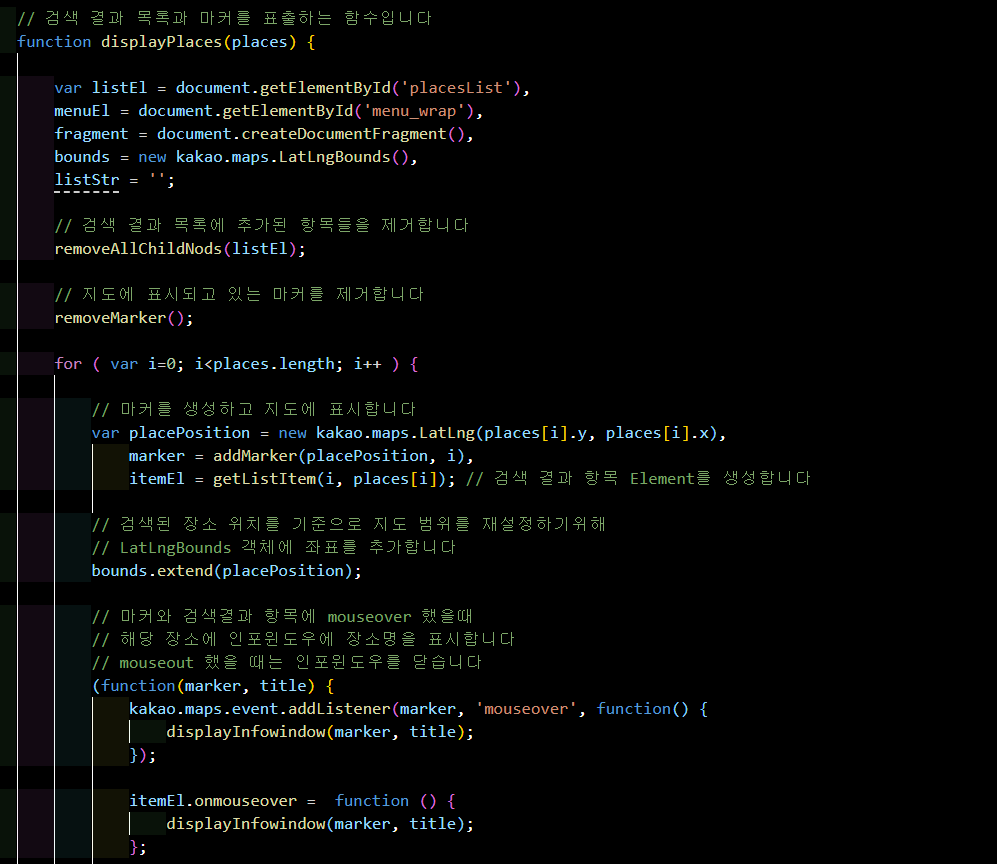 // 검색 결과 목록과 마커를 표출하는 함수입니다
function displayPlaces(places) {
var listEl = document.getElementById('placesList'),
menuEl = document.getElementById('menu_wrap'),
fragment = document.createDocumentFragment(),
bounds = new kakao.maps.LatLngBounds(),
listStr = '';
// 검색 결과 목록에 추가된 항목들을 제거합니다
removeAllChildNods(listEl);
// 지도에 표시되고 있는 마커를 제거합니다
removeMarker();
for ( var i=0; i<places.length; i++ ) {
// 마커를 생성하고 지도에 표시합니다
var placePosition = new kakao.maps.LatLng(places[i].y, places[i].x),
marker = addMarker(placePosition, i),
itemEl = getListItem(i, places[i]); // 검색 결과 항목 Element를 생성합니다
// 검색된 장소 위치를 기준으로 지도 범위를 재설정하기위해
// LatLngBounds 객체에 좌표를 추가합니다
bounds.extend(placePosition);
// 마커와 검색결과 항목에 mouseover 했을때
// 해당 장소에 인포윈도우에 장소명을 표시합니다
// mouseout 했을 때는 인포윈도우를 닫습니다
(function(marker, title) {
kakao.maps.event.addListener(marker, 'mouseover', function() {
displayInfowindow(marker, title);
});
itemEl.onmouseover =  function () {
displayInfowindow(marker, title);
};